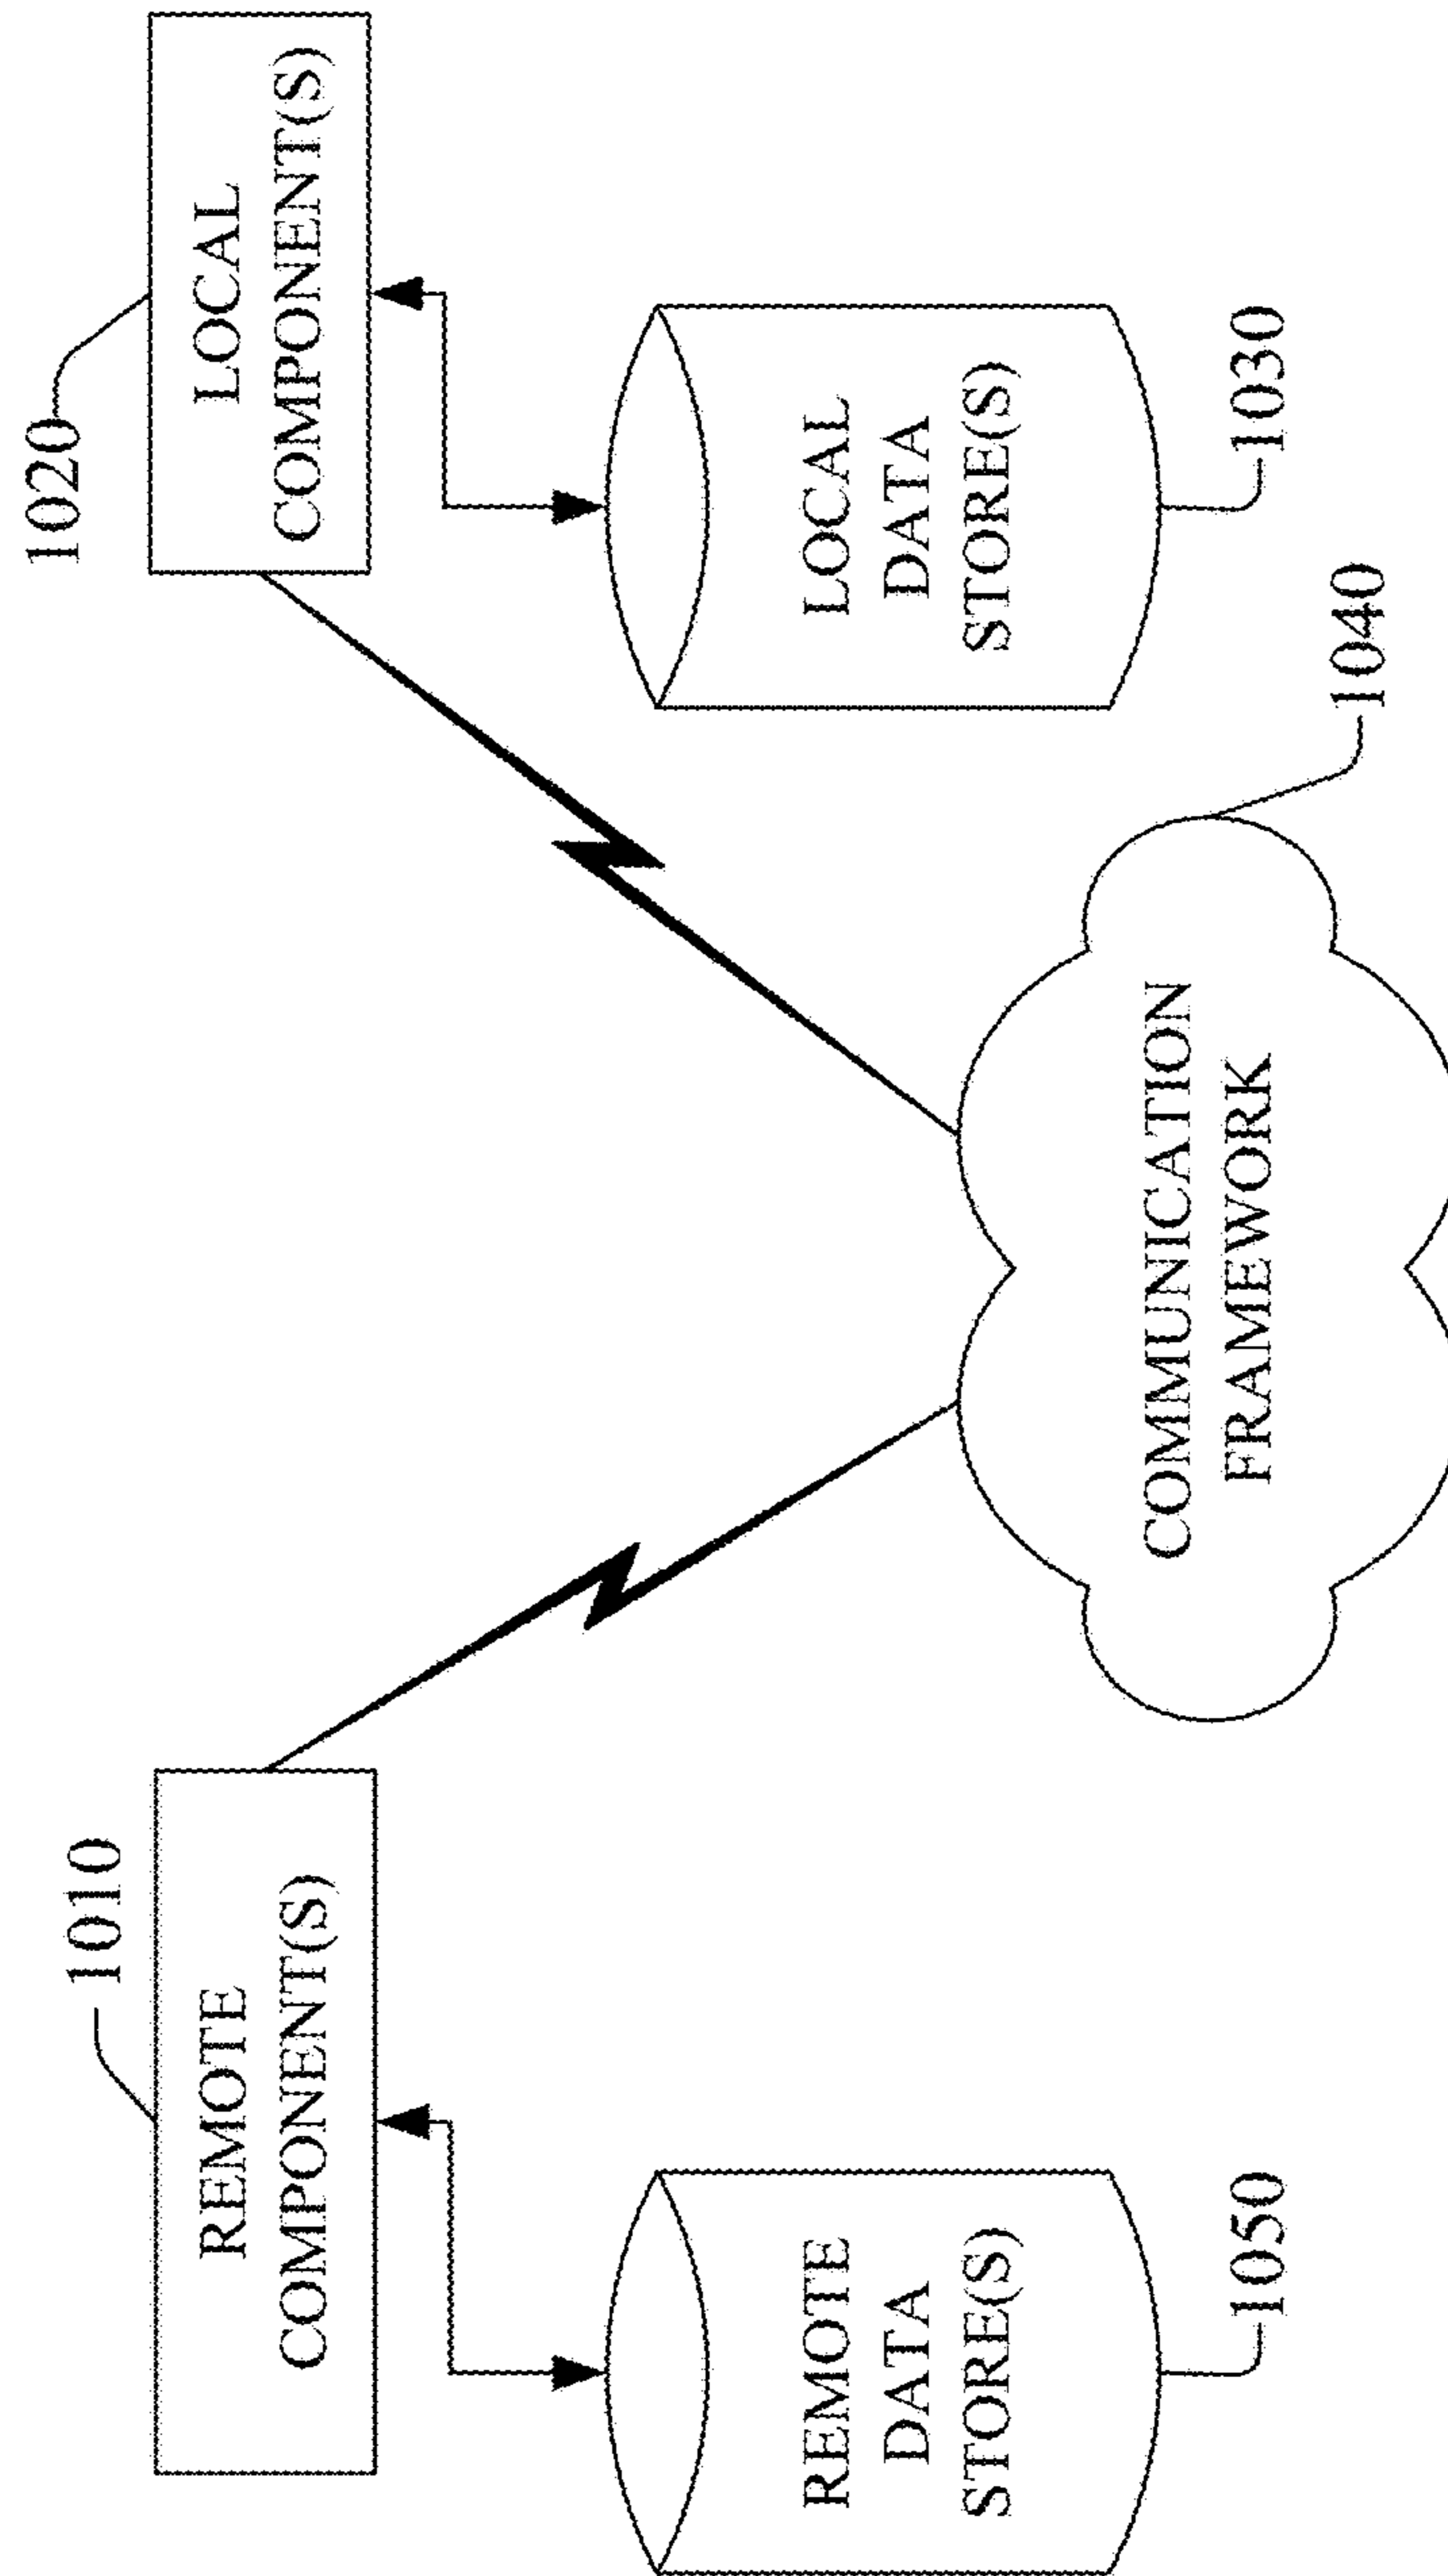 1010
REMOTE
COMPONENT(S)
1020
LOCAL
COMPONENT(S)
REMOTE
DATA
STORE(S)
1050
COMMUNICATION
FRAMEWORK
1040
LOCAL
DATA
STORE(S)
1030